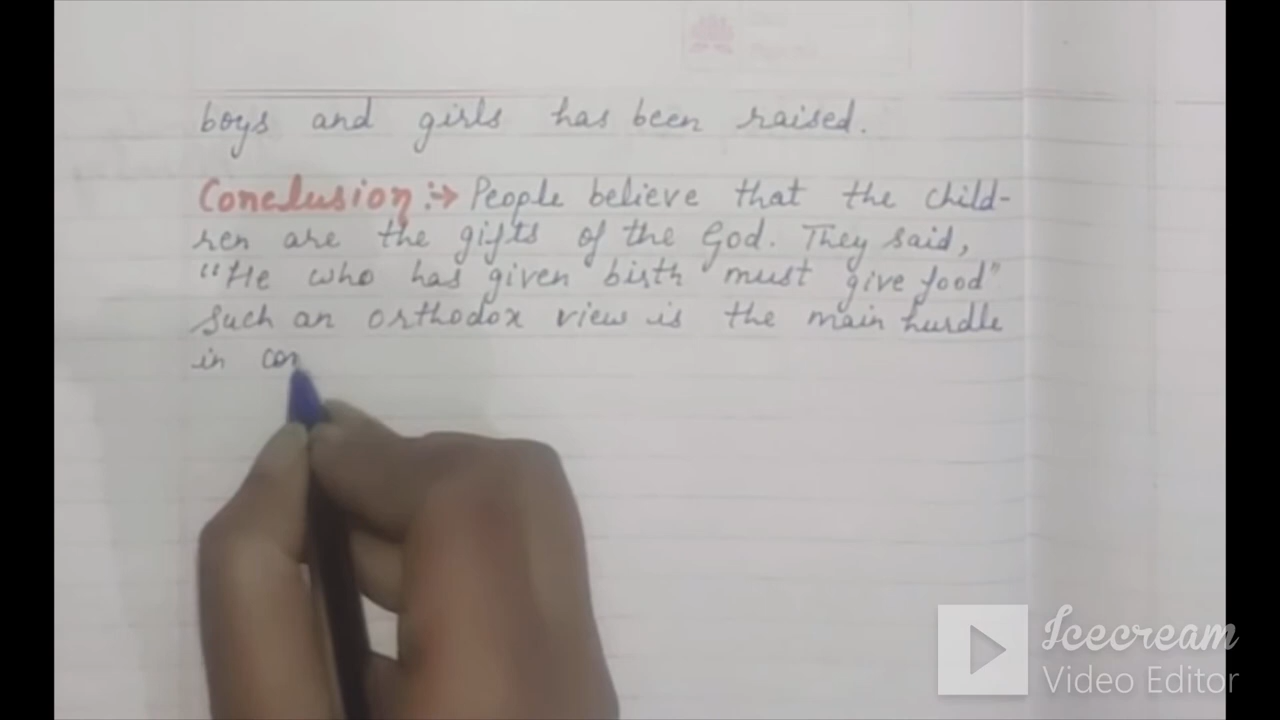 boys and girls has been raised.
Conclusion :→ People believe that the child-
ren are the gifts of the God. They said,
"He who has given birth must give food"
Such an orthodox view is the main hurdle
in con
Icecream
Video Editor